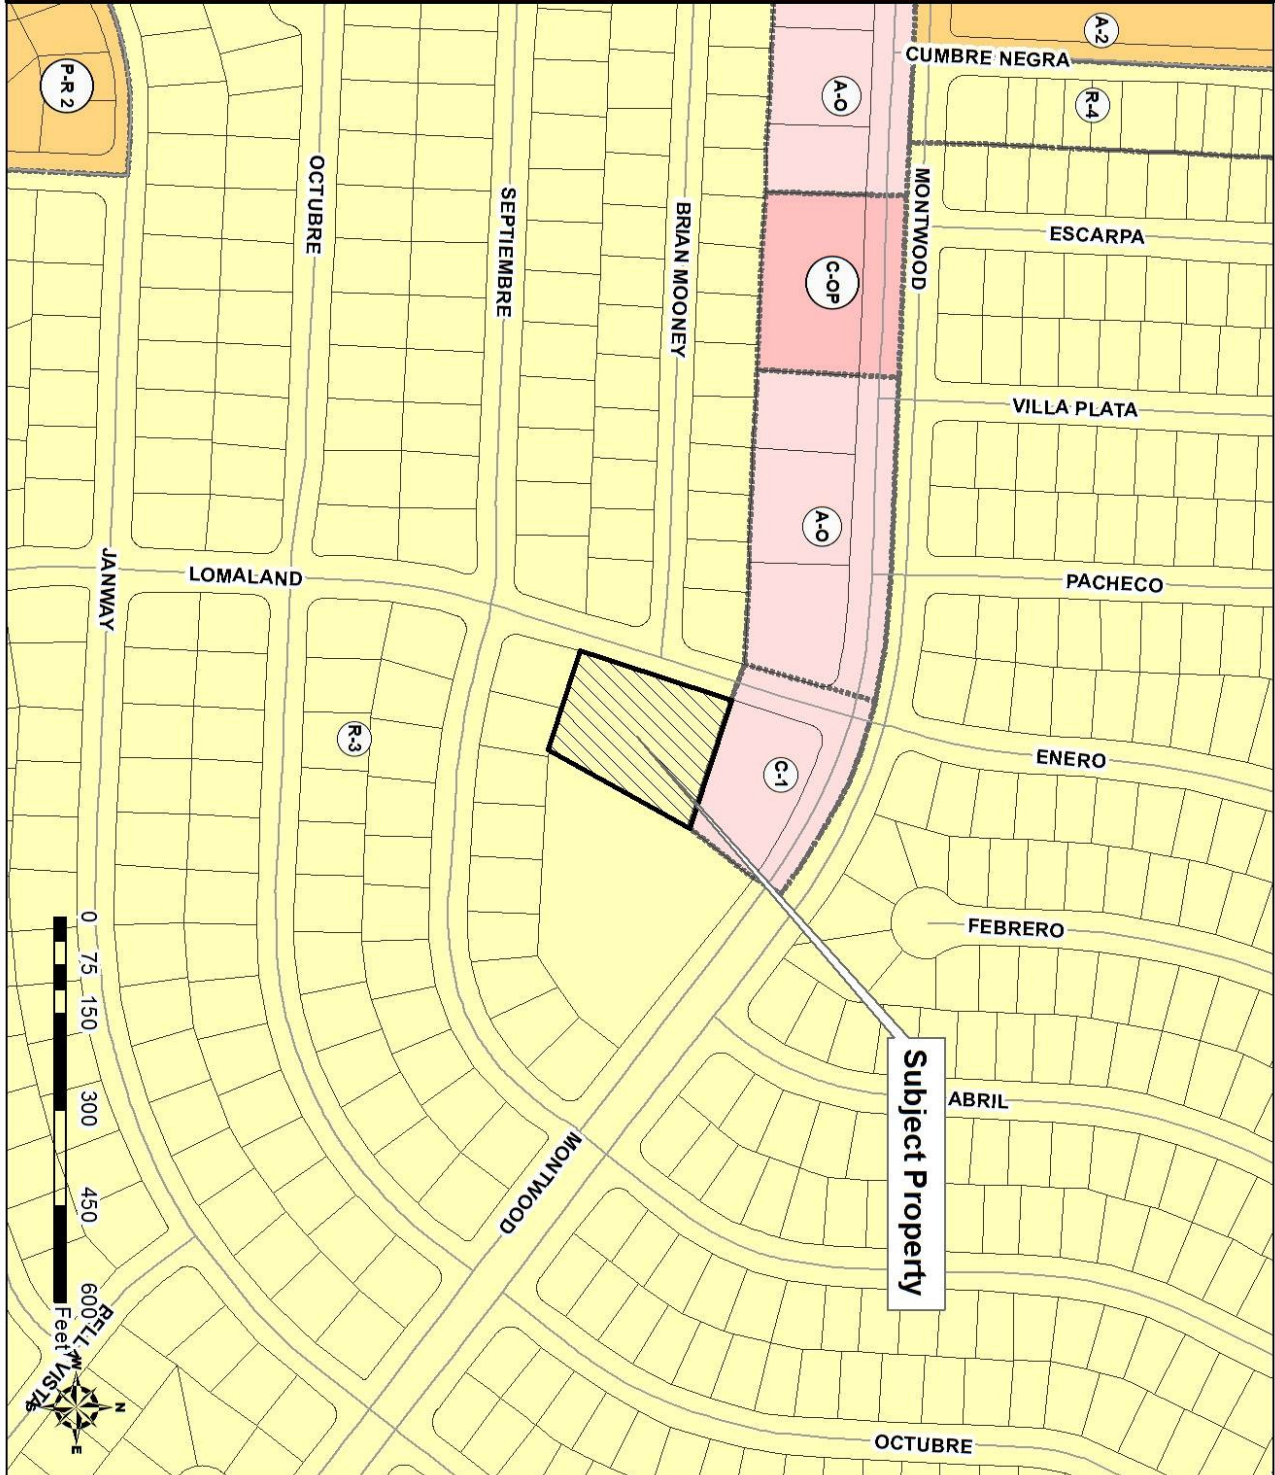 A-2
CUMBRE NEGRA
R-4
A-O
P-R 2
MONTWOOD
ESCARPA
OCTUBRE
SEPTIEMBRE
BRIAN MOONEY
C-OP
VILLA PLATA
A-O
PACHECO
JANWAY
LOMALAND
R-3
C-1
ENERO
FEBRERO
Subject Property
ABRIL
MONTWOOD
OCTUBRE
0 75 150 300 450 600
Feet
VISTA
N
W
E
S